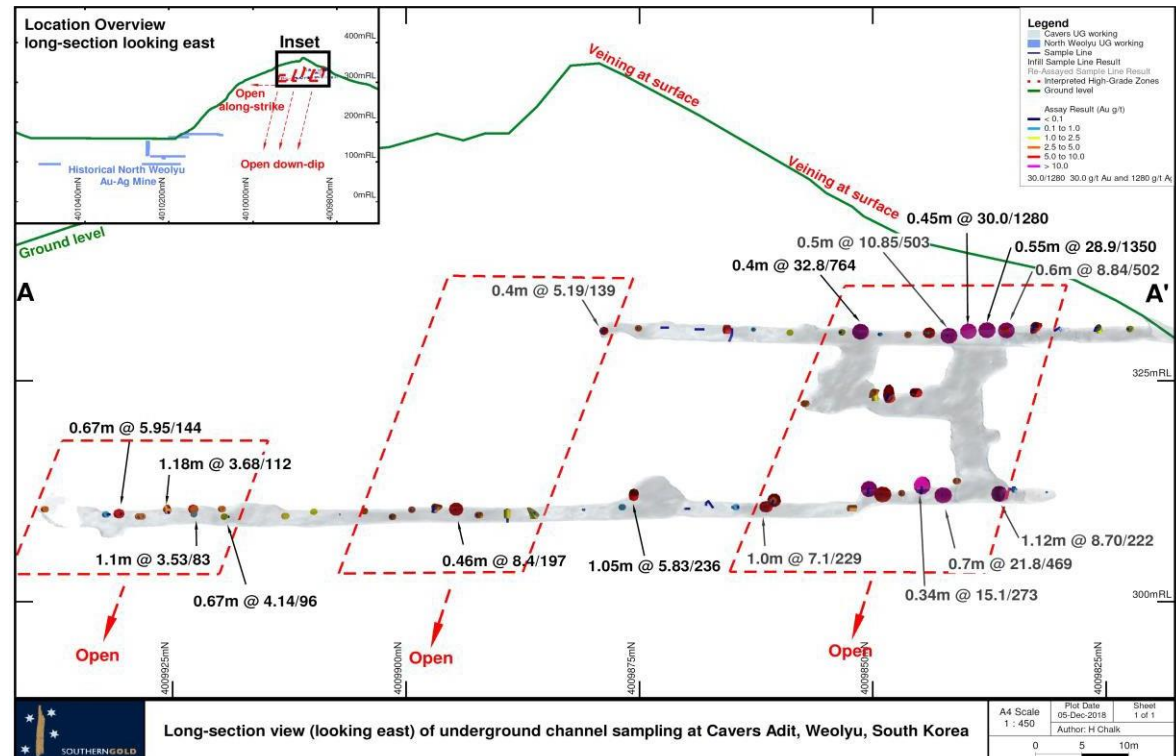 Location Overview
long-section looking east
Inset
400mRL
300mRL
200mRL
100mRL
0mRL
Open
along-strike
Open down-dip
Historical North Weolyu
Au-Ag Mine
4010400mN
4010200mN
4010000mN
4009800mN
Legend
Cavers UG working
North Weolyu UG working
Sample Line
Infill Sample Line Result
Re-Assayed Sample Line Result
Interpreted High-Grade Zones
Ground level
Assay Result (Au g/t)
< 0.1
0.1 to 1.0
1.0 to 2.5
2.5 to 5.0
5.0 to 10.0
> 10.0
30.0/1280 30.0 g/t Au and 1280 g/t Ag
Veining at surface
Veining at surface
Ground level
A
A'
0.45m @ 30.0/1280
0.5m @ 10.85/503
0.55m @ 28.9/1350
0.4m @ 32.8/764
0.6m @ 8.84/502
0.4m @ 5.19/139
325mRL
0.67m @ 5.95/144
1.18m @ 3.68/112
1.1m @ 3.53/83
0.67m @ 4.14/96
0.46m @ 8.4/197
1.05m @ 5.83/236
1.0m @ 7.1/229
0.34m @ 15.1/273
0.7m @ 21.8/469
1.12m @ 8.70/222
300mRL
Open
Open
Open
4009925mN
4009900mN
4009875mN
4009850mN
4009825mN
SOUTHERNGOLD
Long-section view (looking east) of underground channel sampling at Cavers Adit, Weolyu, South Korea
A4 Scale
1 : 450
Plot Date
05-Dec-2018
Sheet
1 of 1
Author: H Chalk
0 5 10m